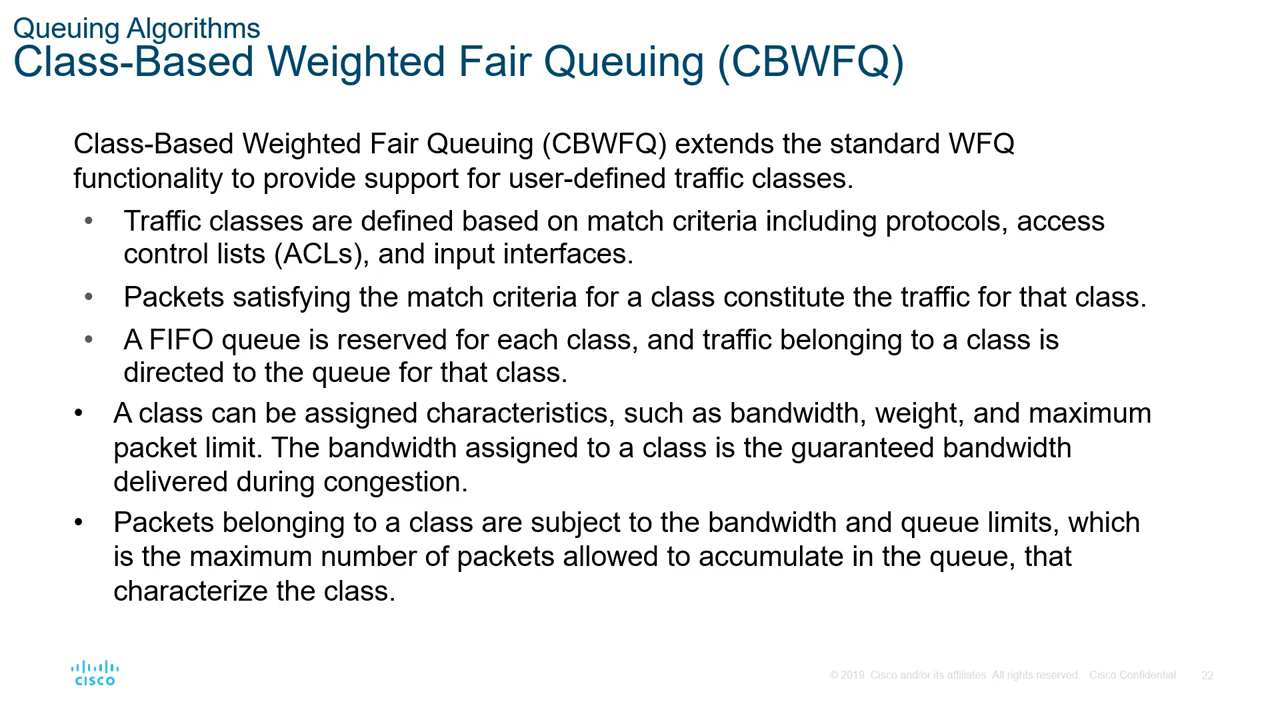 Queuing Algorithms
Class-Based Weighted Fair Queuing (CBWFQ)
Class-Based Weighted Fair Queuing (CBWFQ) extends the standard WFQ
functionality to provide support for user-defined traffic classes.
• Traffic classes are defined based on match criteria including protocols, access
control lists (ACLs), and input interfaces.
• Packets satisfying the match criteria for a class constitute the traffic for that class.
• A FIFO queue is reserved for each class, and traffic belonging to a class is
directed to the queue for that class.
• A class can be assigned characteristics, such as bandwidth, weight, and maximum
packet limit. The bandwidth assigned to a class is the guaranteed bandwidth
delivered during congestion.
• Packets belonging to a class are subject to the bandwidth and queue limits, which
is the maximum number of packets allowed to accumulate in the queue, that
characterize the class.
CISCO
© 2019 Cisco and/or its affiliates. All rights reserved. Cisco Confidential 22